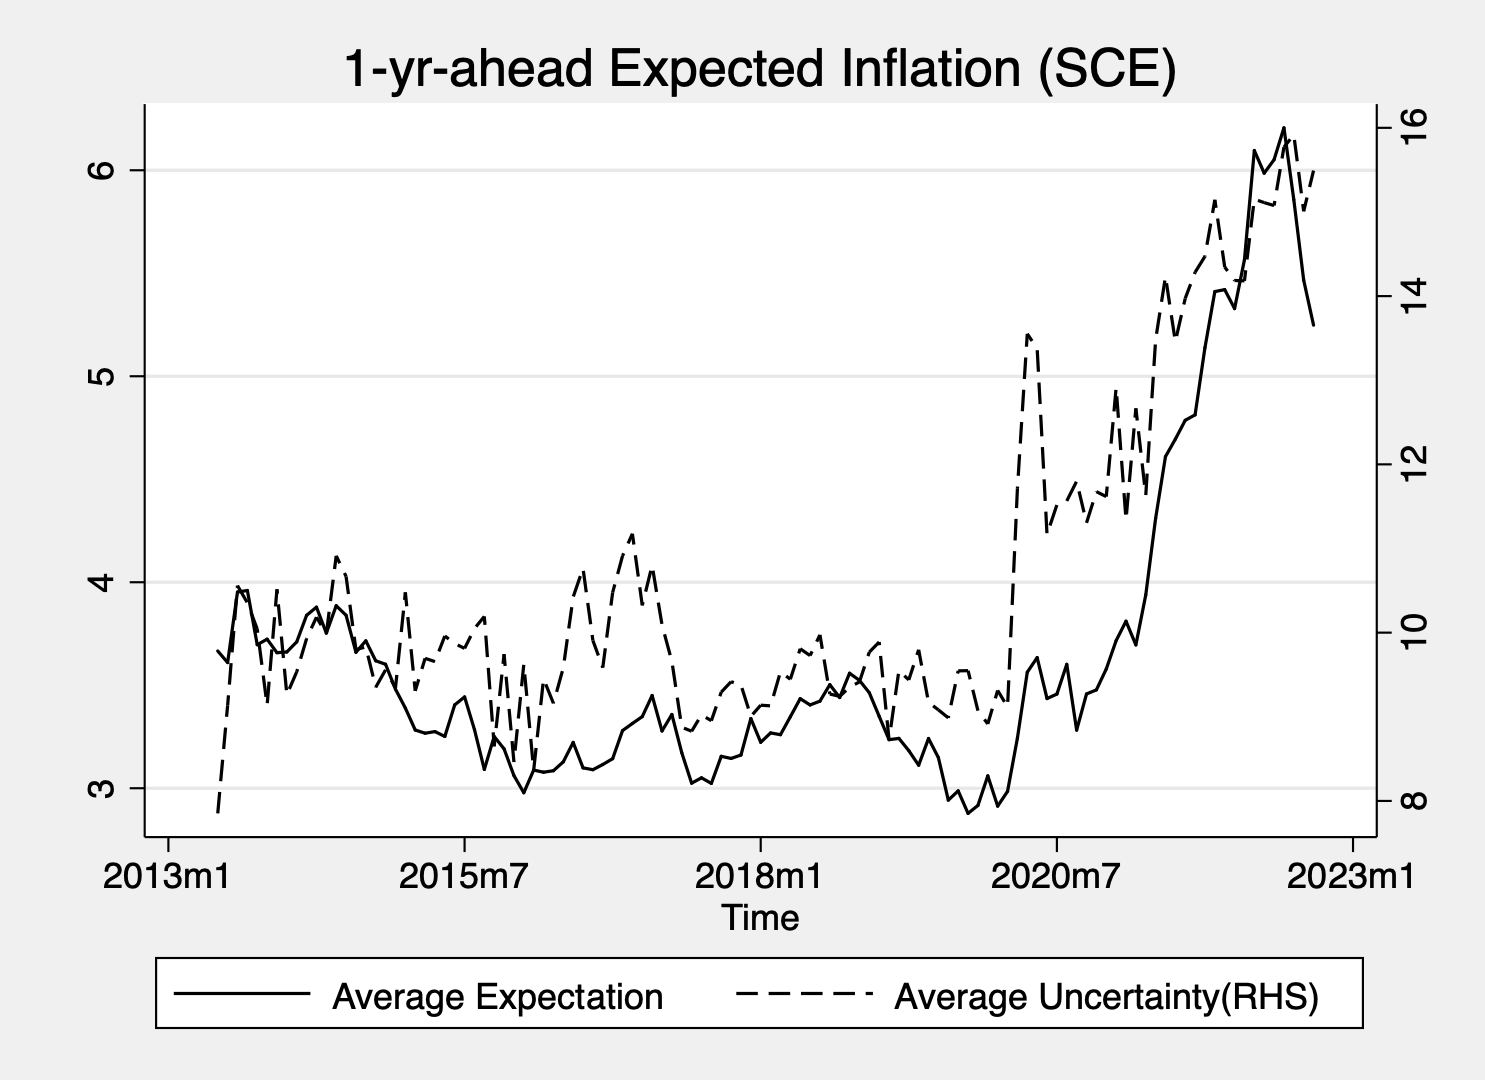 1-yr-ahead Expected Inflation (SCE)
6
5
4
3
16
14
12
10
8
2013m1 2015m7 2018m1 2020m7 2023m1
Time
Average Expectation Average Uncertainty(RHS)